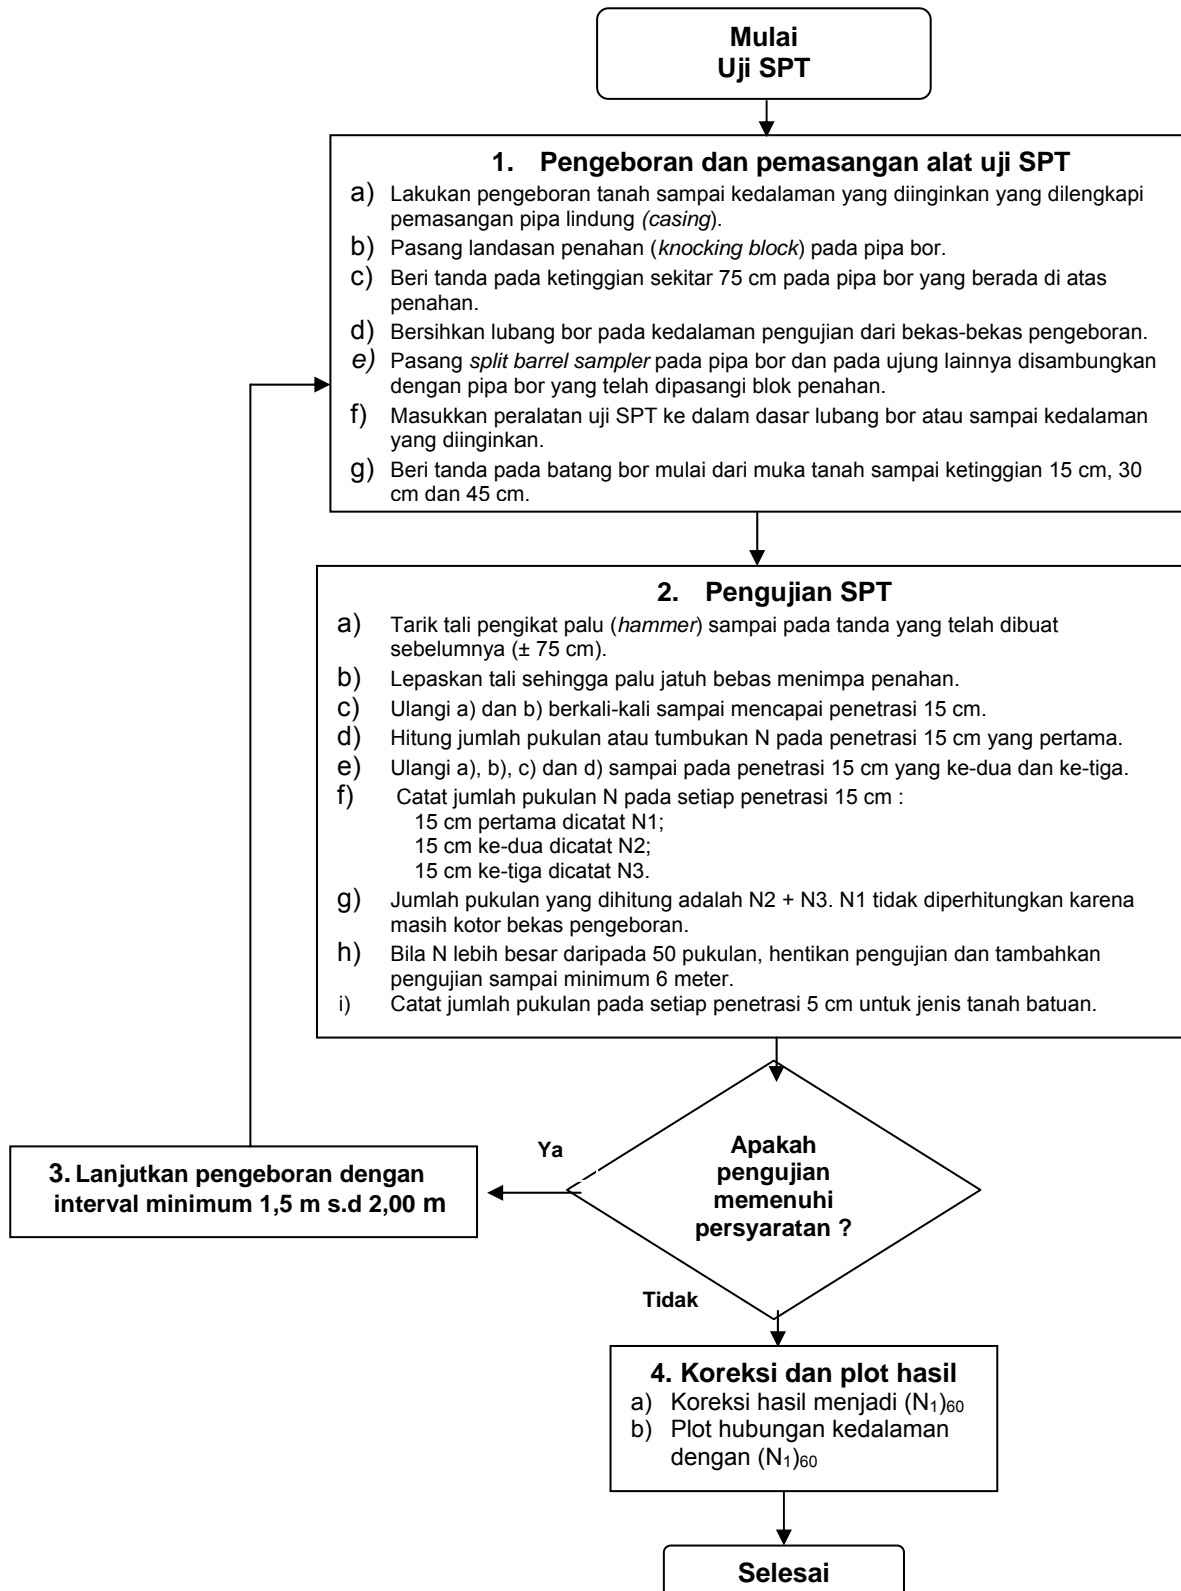 Mulai
Uji SPT
1. Pengeboran dan pemasangan alat uji SPT
a) Lakukan pengeboran tanah sampai kedalaman yang diinginkan yang dilengkapi
pemasangan pipa lindung (casing).
b) Pasang landasan penahan (knocking block) pada pipa bor.
c) Beri tanda pada ketinggian sekitar 75 cm pada pipa bor yang berada di atas
penahan.
d) Bersihkan lubang bor pada kedalaman pengujian dari bekas-bekas pengeboran.
e) Pasang split barrel sampler pada pipa bor dan pada ujung lainnya disambungkan
dengan pipa bor yang telah dipasangi blok penahan.
f) Masukkan peralatan uji SPT ke dalam dasar lubang bor atau sampai kedalaman
yang diinginkan.
g) Beri tanda pada batang bor mulai dari muka tanah sampai ketinggian 15 cm, 30
cm dan 45 cm.
2. Pengujian SPT
a) Tarik tali pengikat palu (hammer) sampai pada tanda yang telah dibuat
sebelumnya (± 75 cm).
b) Lepaskan tali sehingga palu jatuh bebas menimpa penahan.
c) Ulangi a) dan b) berkali-kali sampai mencapai penetrasi 15 cm.
d) Hitung jumlah pukulan atau tumbukan N pada penetrasi 15 cm yang pertama.
e) Ulangi a), b), c) dan d) sampai pada penetrasi 15 cm yang ke-dua dan ke-tiga.
f) Catat jumlah pukulan N pada setiap penetrasi 15 cm :
15 cm pertama dicatat N1;
15 cm ke-dua dicatat N2;
15 cm ke-tiga dicatat N3.
g) Jumlah pukulan yang dihitung adalah N2 + N3. N1 tidak diperhitungkan karena
masih kotor bekas pengeboran.
h) Bila N lebih besar daripada 50 pukulan, hentikan pengujian dan tambahkan
pengujian sampai minimum 6 meter.
i) Catat jumlah pukulan pada setiap penetrasi 5 cm untuk jenis tanah batuan.
Apakah
pengujian
memenuhi
persyaratan ?
Ya
3. Lanjutkan pengeboran dengan
interval minimum 1,5 m s.d 2,00 m
Tidak
4. Koreksi dan plot hasil
a) Koreksi hasil menjadi (N₁)₆₀
b) Plot hubungan kedalaman
dengan (N₁)₆₀
Selesai